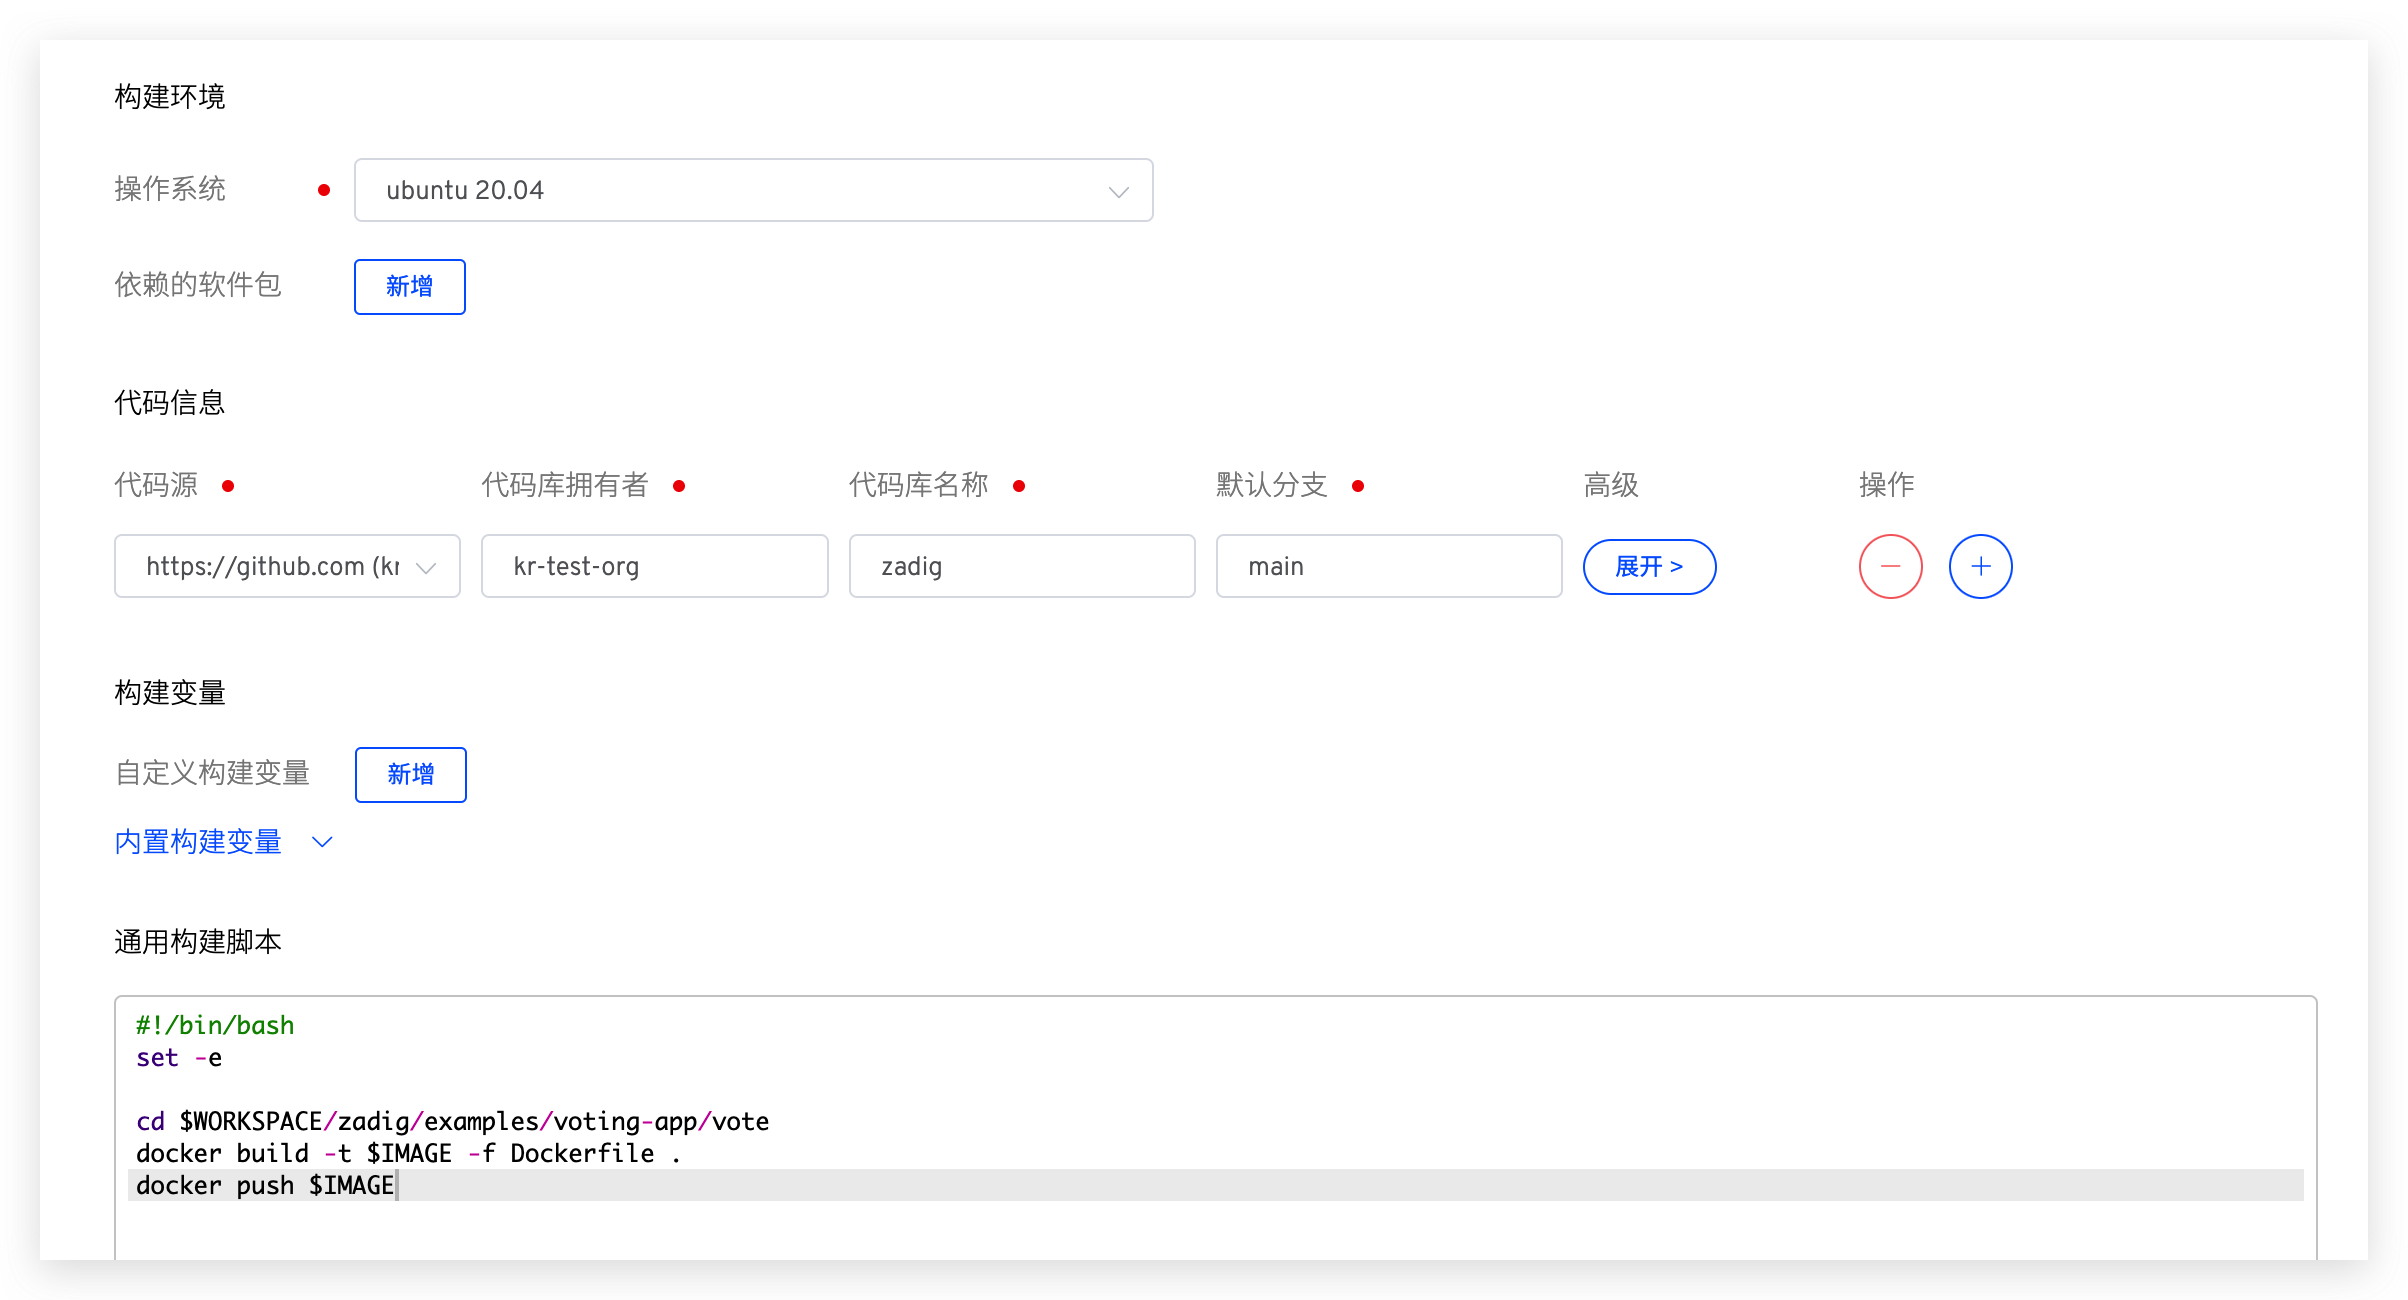 构建环境
操作系统 ubuntu 20.04
依赖的软件包 新增
代码信息
代码源 代码库拥有者 代码库名称 默认分支 高级 操作
https://github.com (kr kr-test-org zadig main 展开 >
构建变量
自定义构建变量 新增
内置构建变量
通用构建脚本
#!/bin/bash
set -e
cd $WORKSPACE/zadig/examples/voting-app/vote
docker build -t $IMAGE -f Dockerfile .
docker push $IMAGE